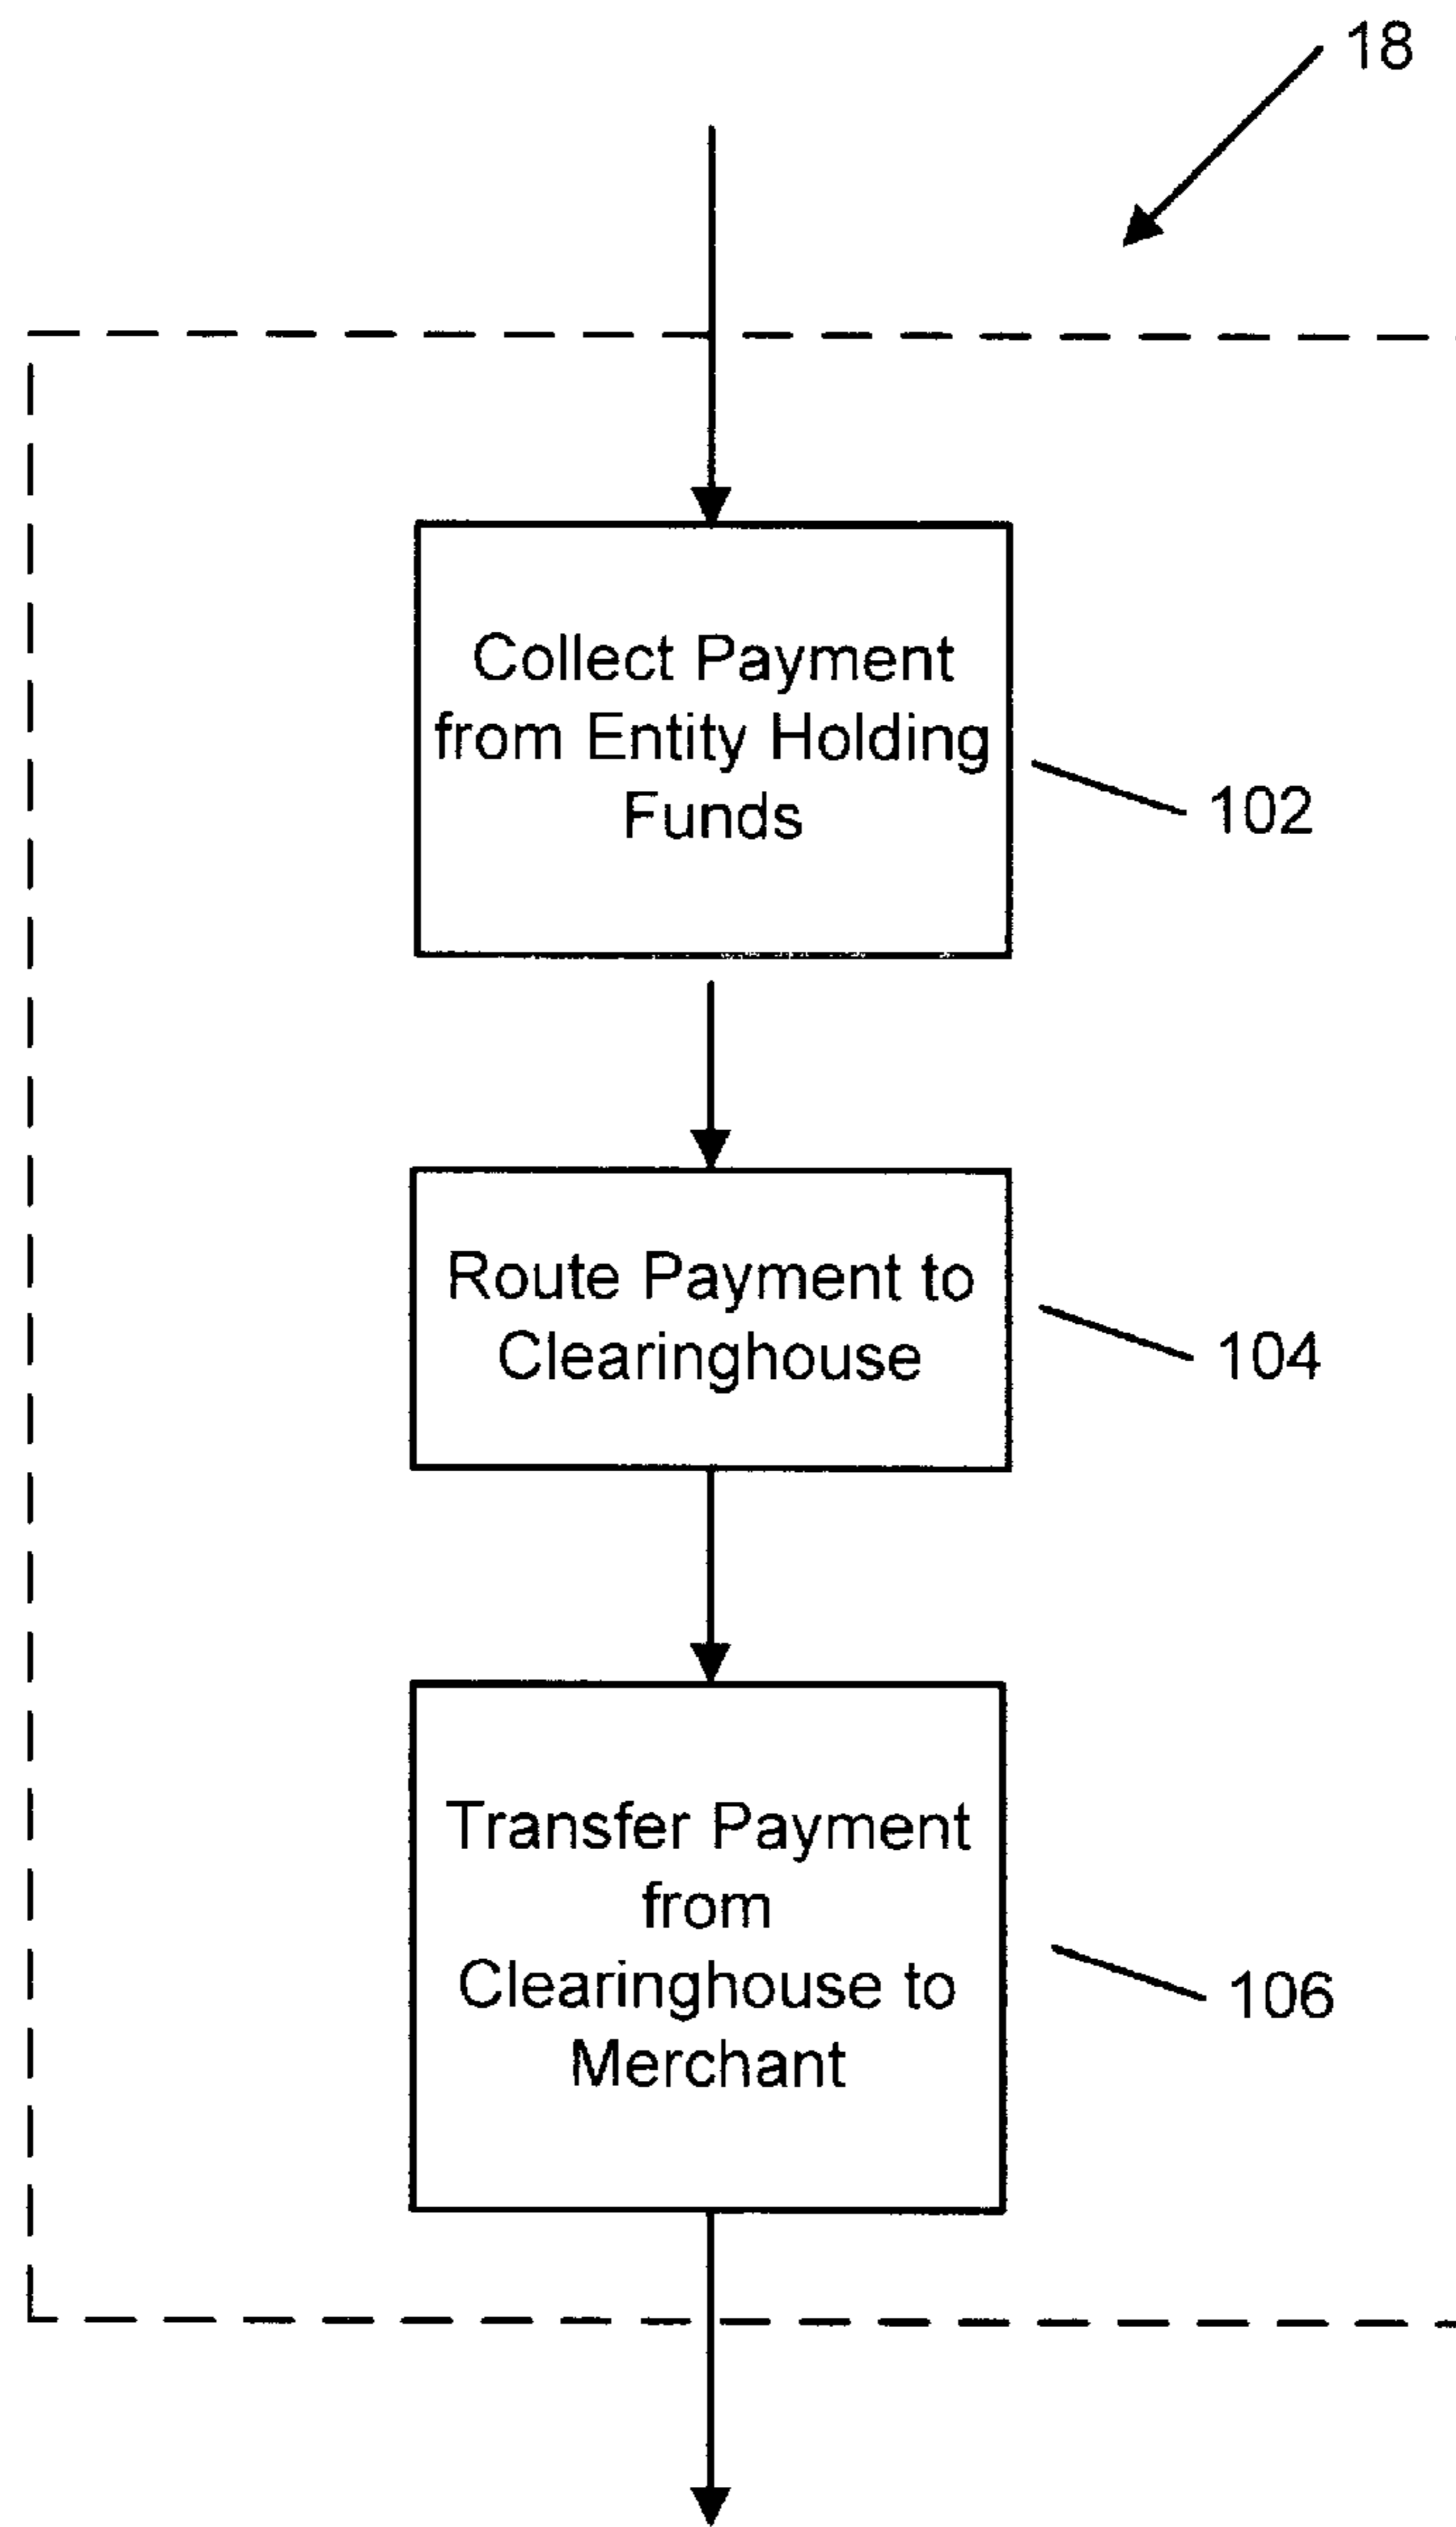 18
Collect Payment
from Entity Holding
Funds
102
Route Payment to
Clearinghouse
104
Transfer Payment
from
Clearinghouse to
Merchant
106